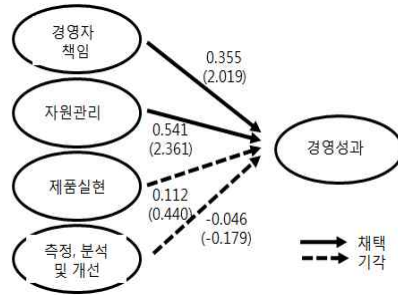 경영자
책임
0.355
(2.019)
자원관리
0.541
(2.361)
경영성과
제품실현
0.112
(0.440)
-0.046
(-0.179)
측정, 분석
및 개선
채택
기각